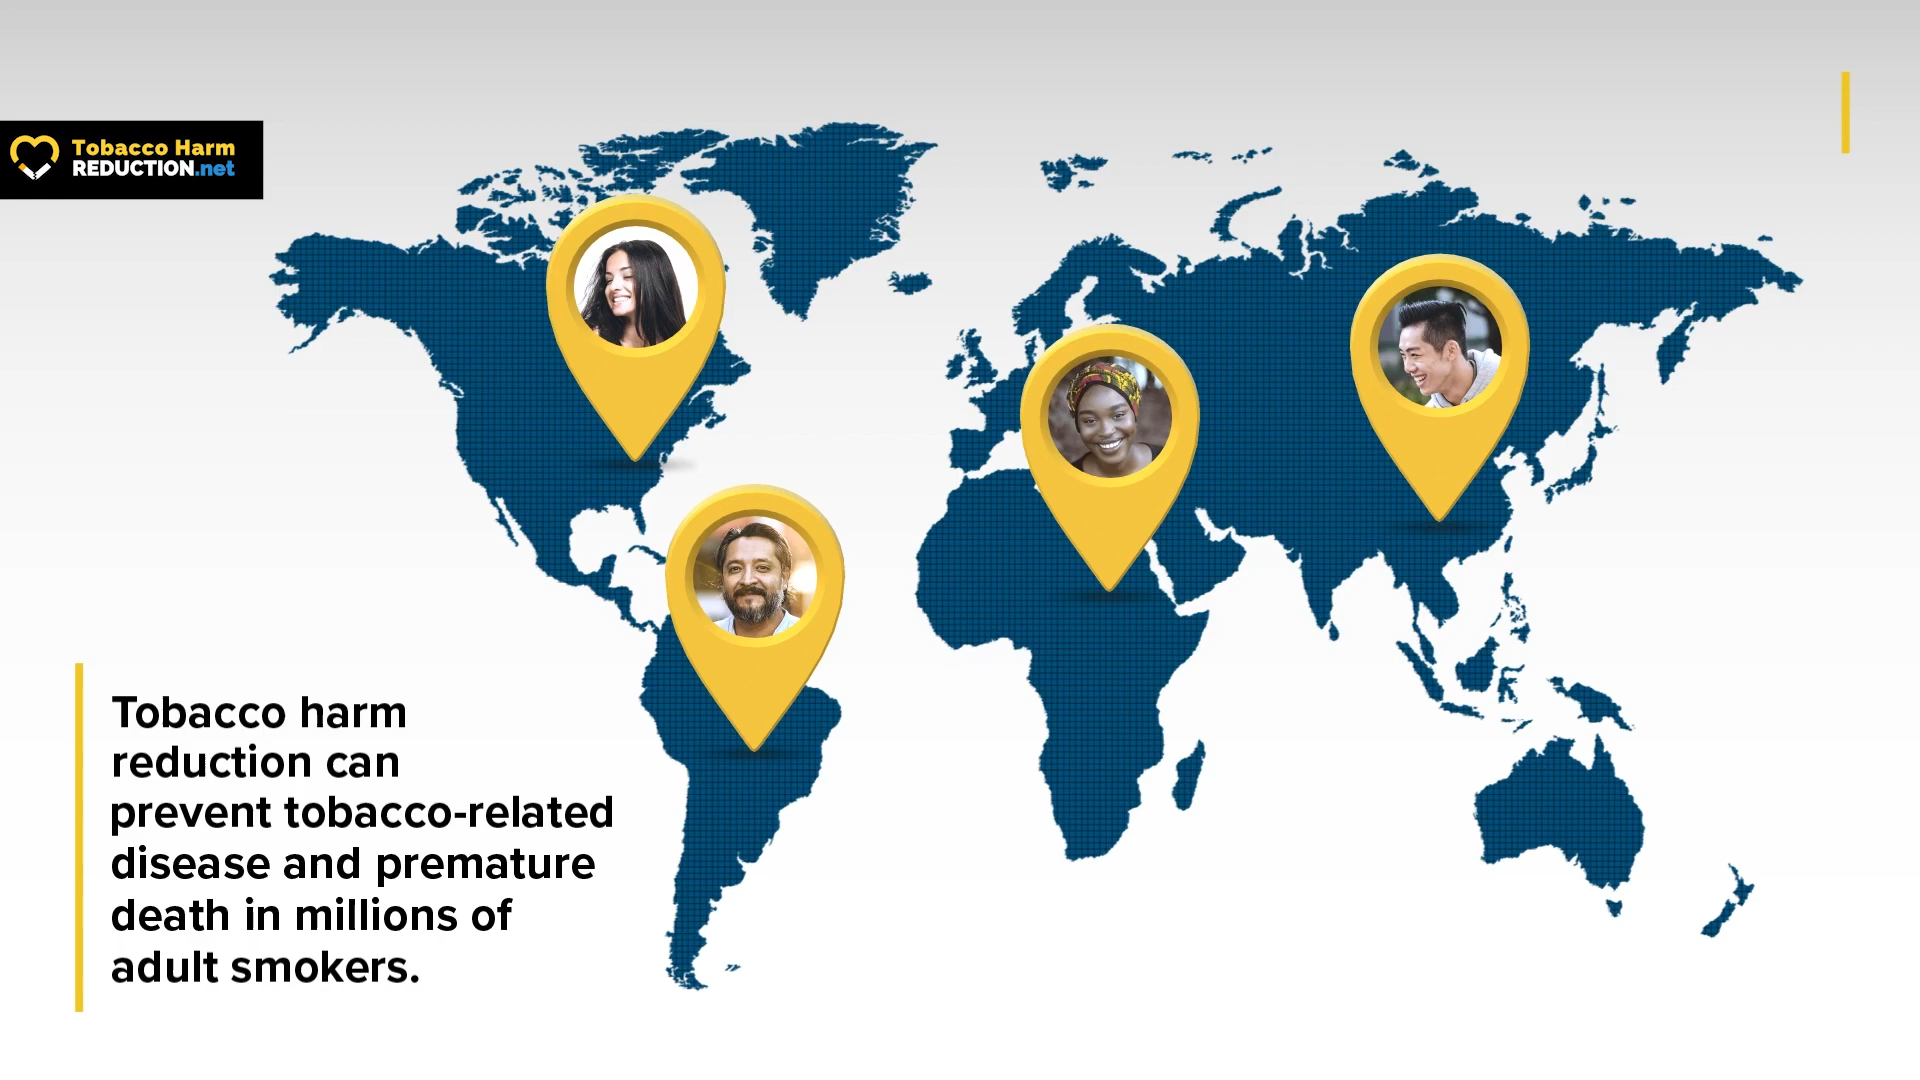 Tobacco Harm
REDUCTION.net
Tobacco harm
reduction can
prevent tobacco-related
disease and premature
death in millions of
adult smokers.